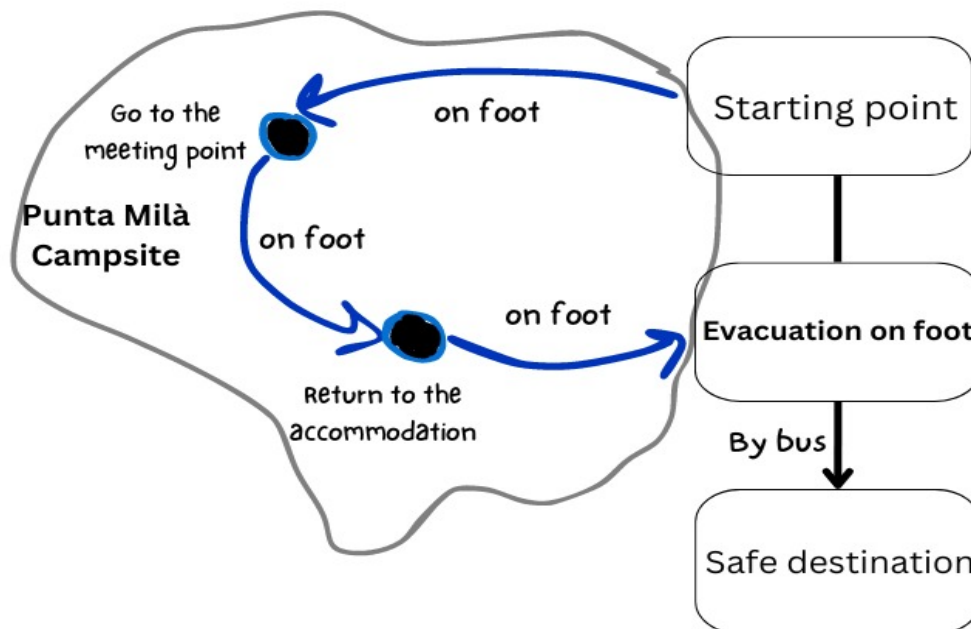 Starting point
on foot
Go to the
meeting point
Punta Milà
Campsite
on foot
on foot
Evacuation on foot
Return to the
accommodation
By bus
Safe destination